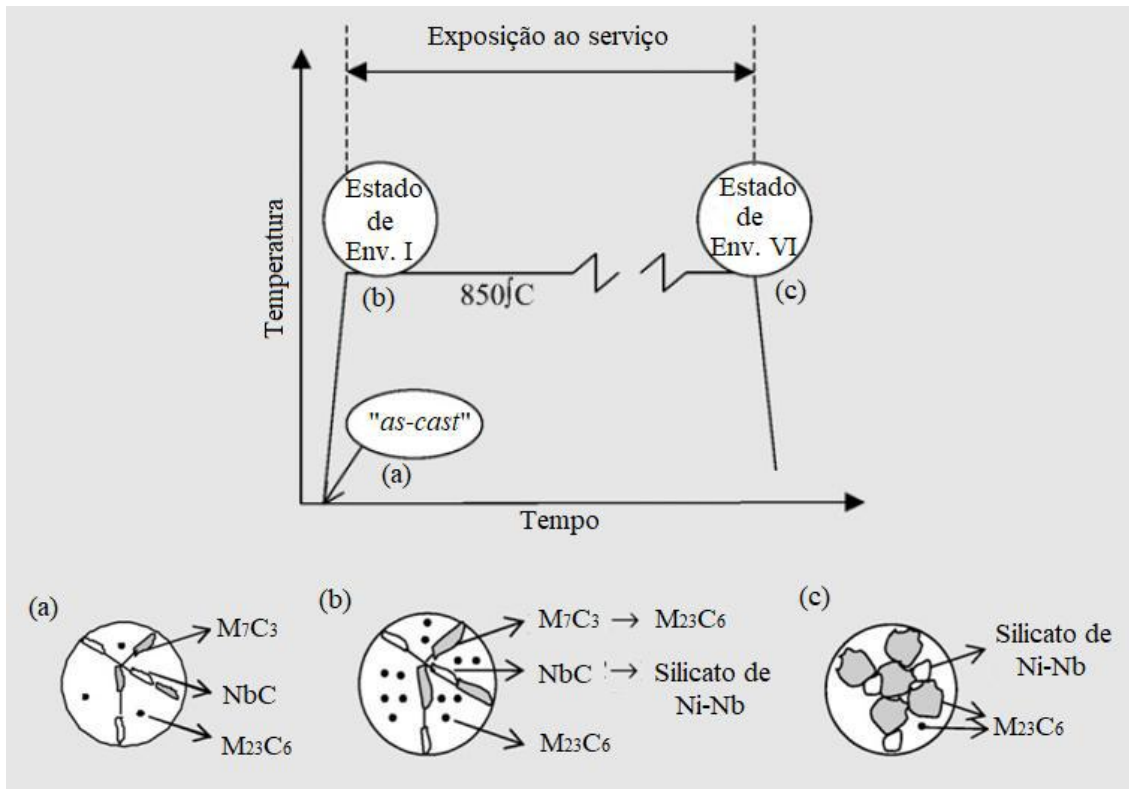 Exposição ao serviço
Temperatura
Estado
de
Env. I
Estado
de
Env. VI
(b)
850∫C
(c)
"as-cast"
(a)
Tempo
(a)
M7C3
NbC
M23C6
(b)
M7C3 → M23C6
NbC → Silicato de
Ni-Nb
M23C6
(c)
Silicato de
Ni-Nb
M23C6